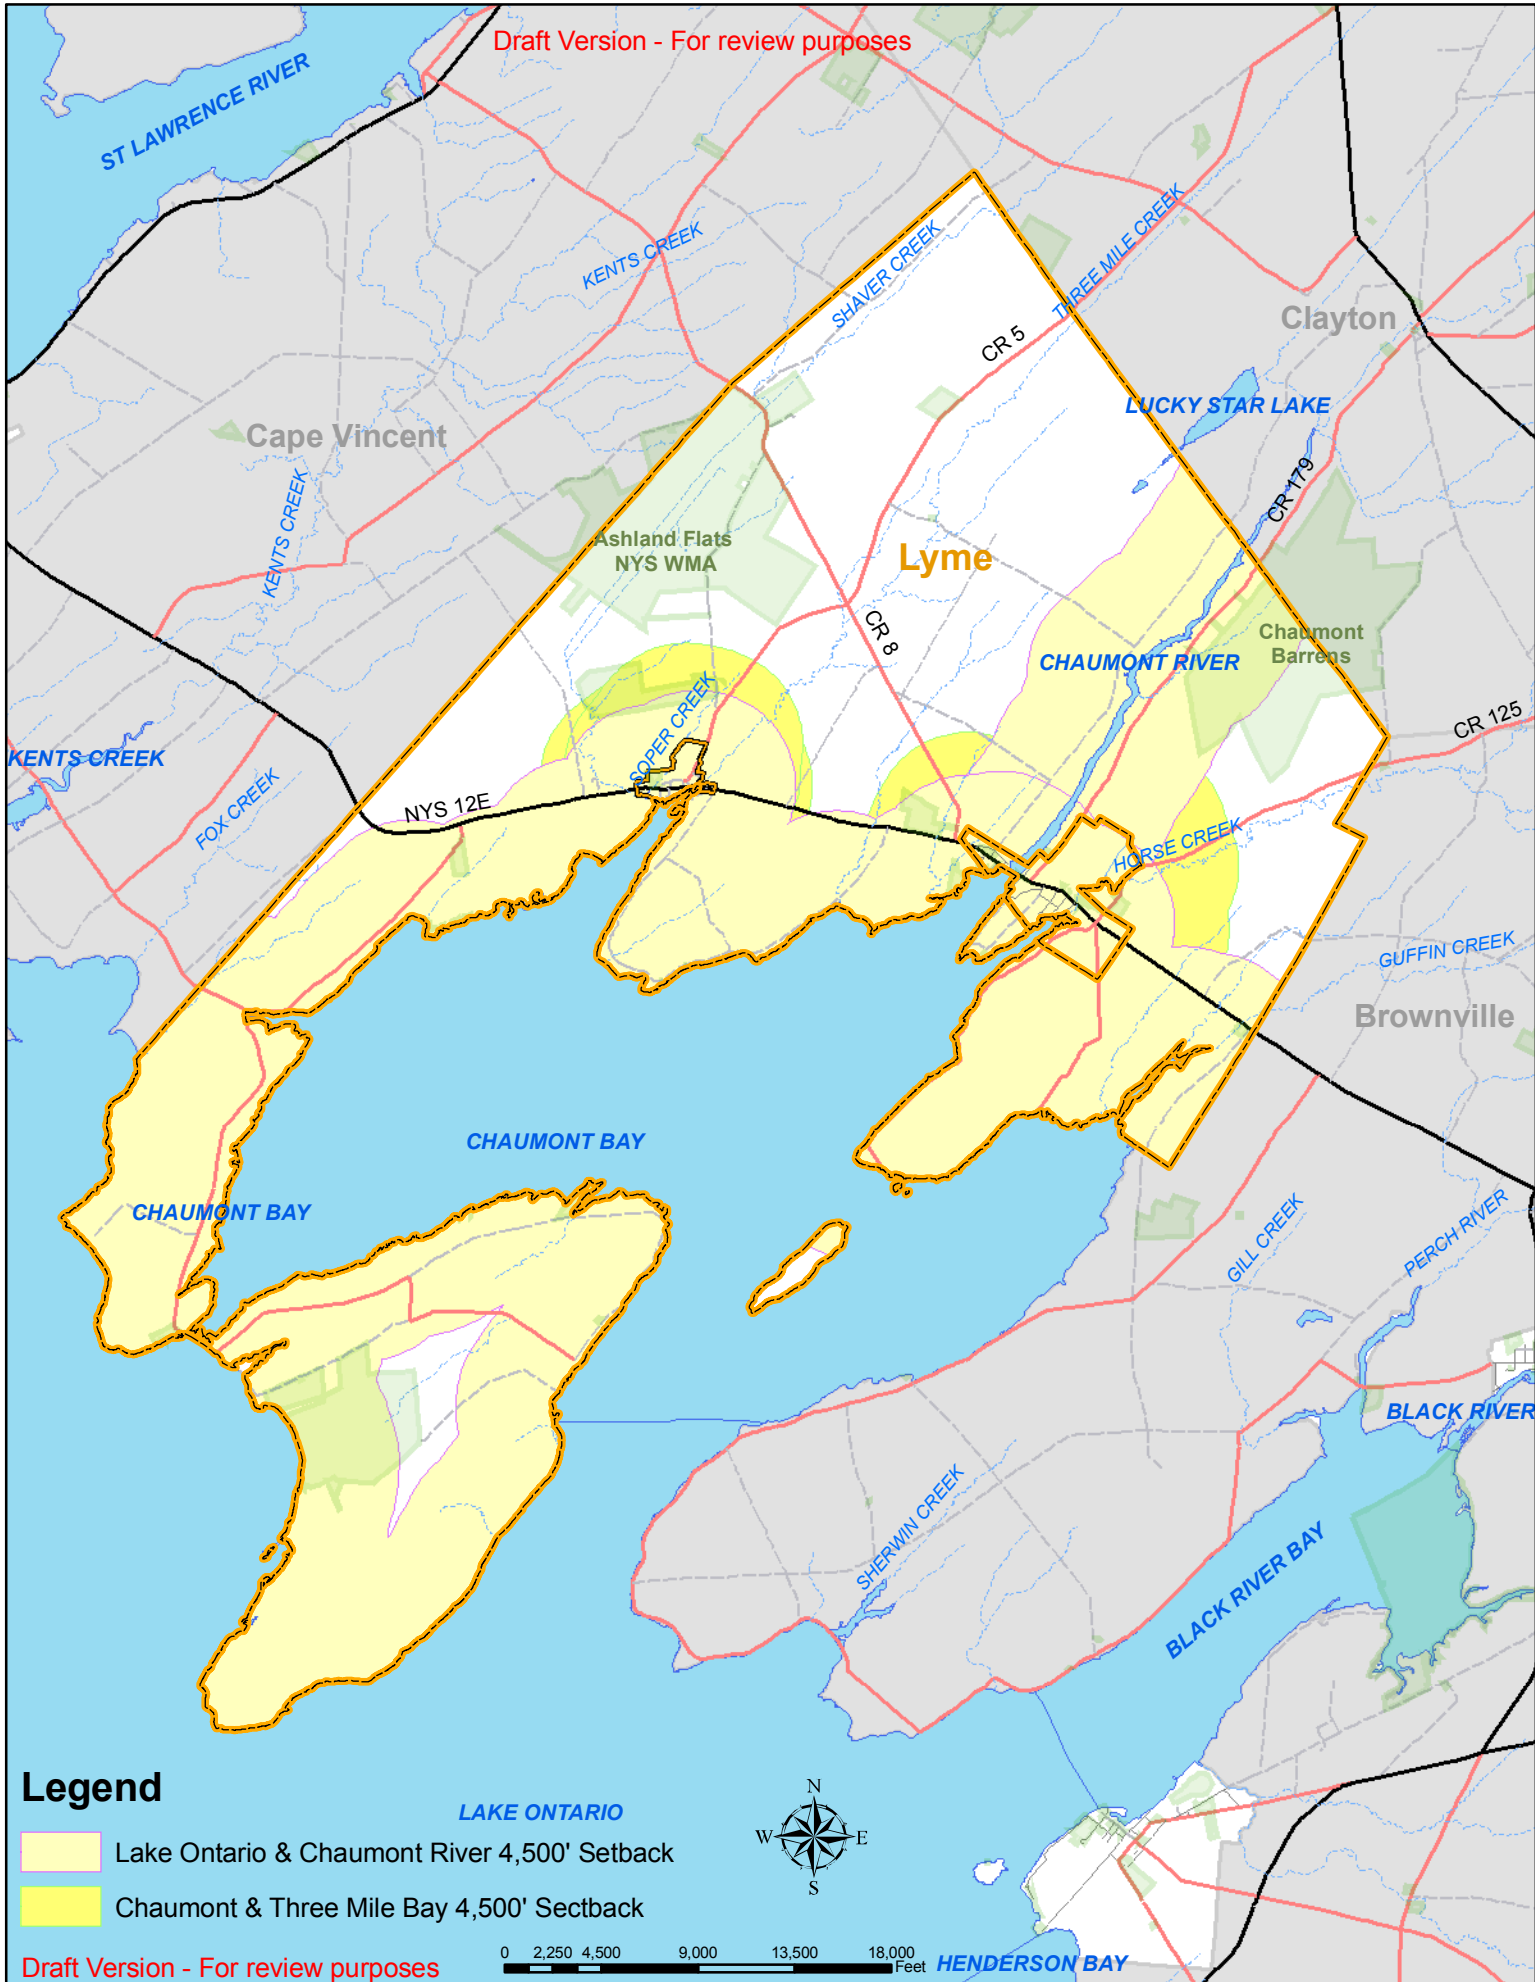 Draft Version - For review purposes
ST LAWRENCE RIVER
KENTS CREEK
SHAVER CREEK
THREE MILE CREEK
Clayton
CR 5
LUCKY STAR LAKE
Cape Vincent
CR 179
KENTS CREEK
Ashland Flats
NYS WMA
Lyme
CR 8
Chaumont
Barrens
CHAUMONT RIVER
SOPER CREEK
CR 125
KENTS CREEK
FOX CREEK
NYS 12E
HORSE CREEK
GUFFIN CREEK
Brownville
CHAUMONT BAY
CHAUMONT BAY
GILL CREEK
PERCH RIVER
BLACK RIVER
SHERWIN CREEK
BLACK RIVER BAY
Legend
LAKE ONTARIO
N
W
E
S
Lake Ontario & Chaumont River 4,500' Setback
Chaumont & Three Mile Bay 4,500' Sectback
Draft Version - For review purposes
0 2,250 4,500 9,000 13,500 18,000
Feet
HENDERSON BAY